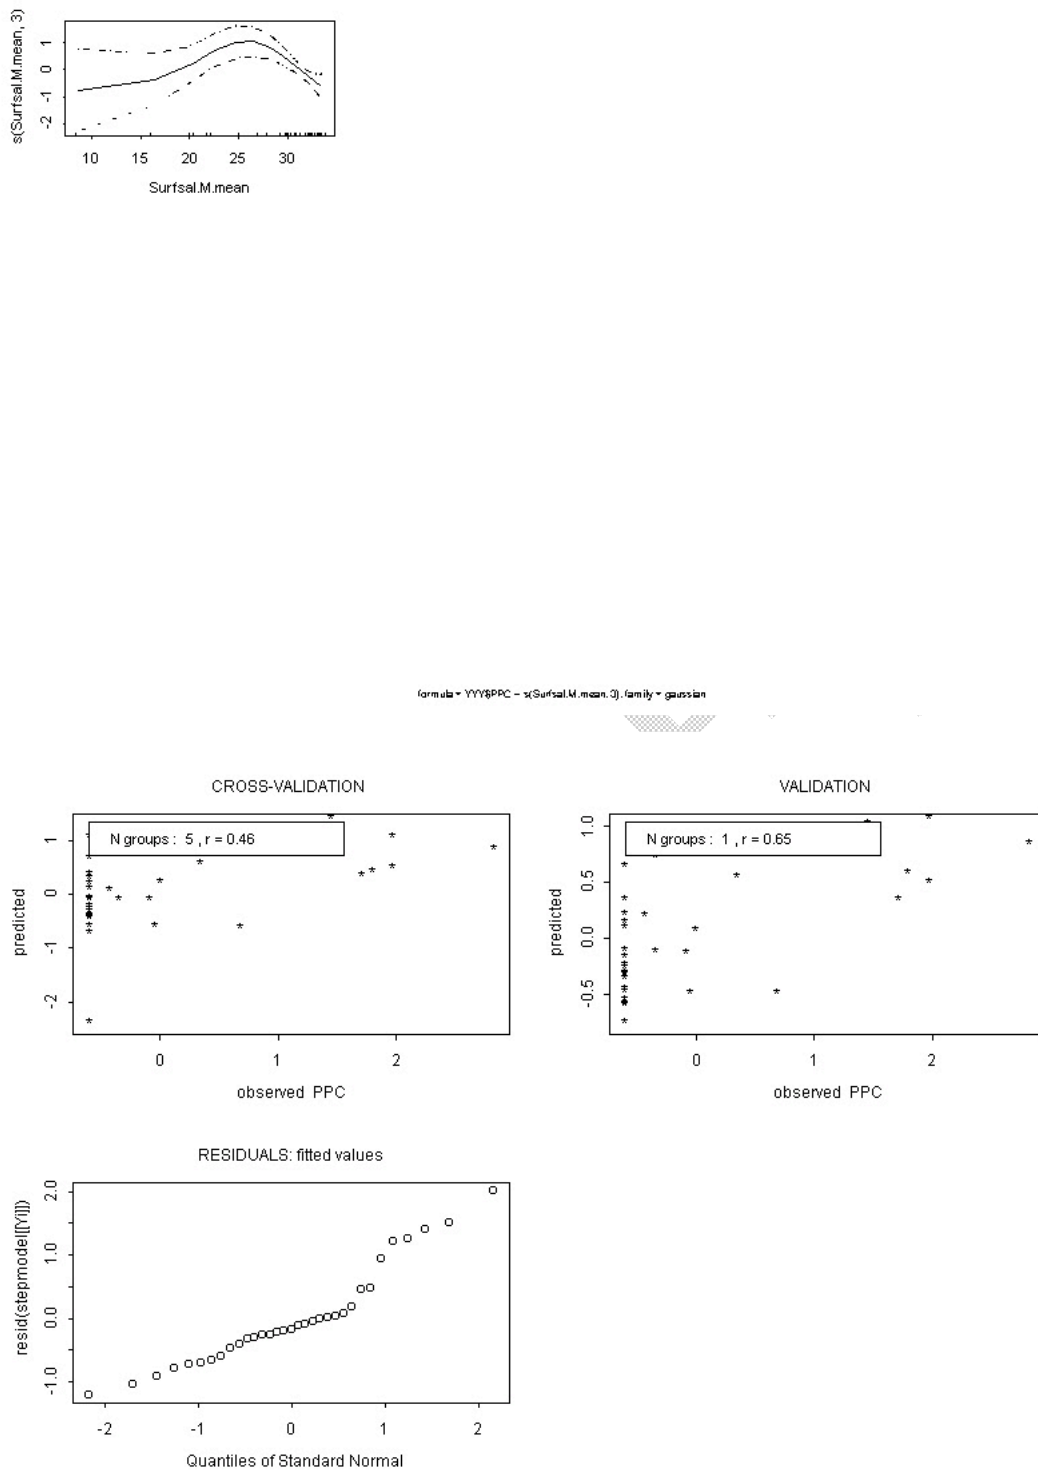 s(Surfsal.M.mean, 3)
1
0
-1
-2
10 15 20 25 30
Surfsal.M.mean
formula = YYY$PPC ~ s(Surfsal.M.mean, 3), family = gaussian
CROSS-VALIDATION
N groups : 5 , r = 0.46
predicted
1
0
-1
-2
0 1 2
observed PPC
VALIDATION
N groups : 1 , r = 0.65
predicted
1.0
0.5
0.0
-0.5
0 1 2
observed PPC
RESIDUALS: fitted values
resid(stepmodel[[Yi]])
2.0
1.0
0.0
-1.0
-2 -1 0 1 2
Quantiles of Standard Normal